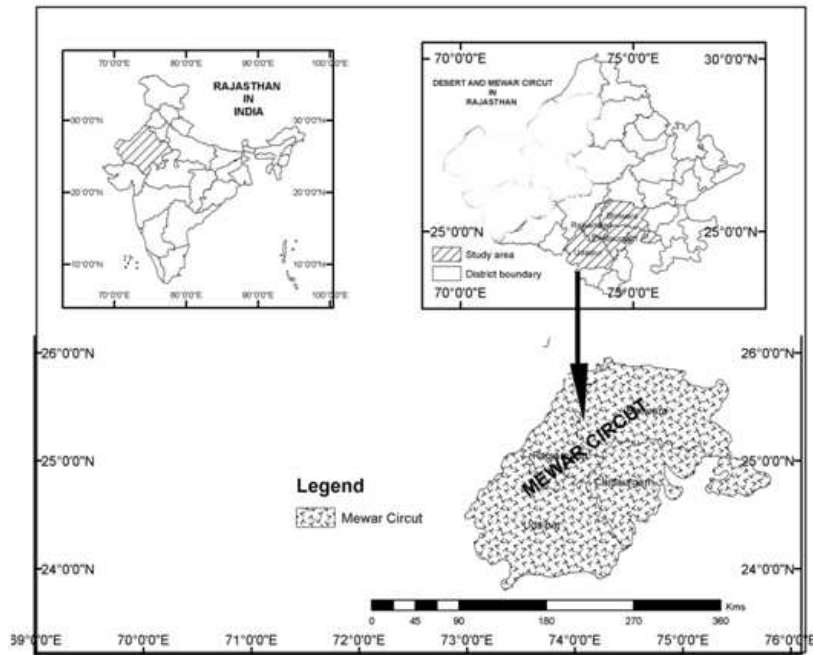 70°0'0"E 80°0'0"E 90°0'0"E 100°0'0"E
RAJASTHAN
IN
INDIA
30°0'0"N 30°0'0"N
20°0'0"N 20°0'0"N
10°0'0"N 10°0'0"N
70°0'0"E 80°0'0"E 90°0'0"E
70°0'0"E 75°0'0"E 30°0'0"N
DESERT AND MEWAR CIRCUT
IN
RAJASTHAN
25°0'0"N 25°0'0"N
Study area
District boundary
70°0'0"E 75°0'0"E
26°0'0"N 26°0'0"N
MEWAR CIRCUT
25°0'0"N 25°0'0"N
Legend
Mewar Circut
Udaipur
24°0'0"N 24°0'0"N
Kms
0 45 90 180 270 360
69°0'0"E 70°0'0"E 71°0'0"E 72°0'0"E 73°0'0"E 74°0'0"E 75°0'0"E 76°0'0"E